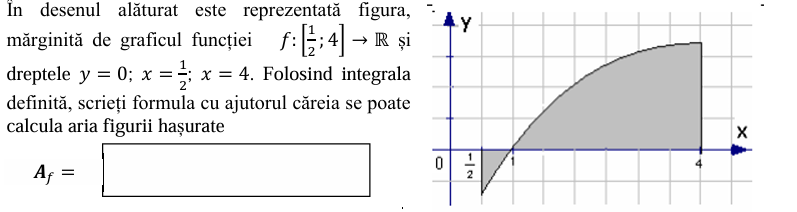 În desenul alăturat este reprezentată figura,
mărginită de graficul funcției f: [1/2; 4] → ℝ și
dreptele y = 0; x = 1/2; x = 4. Folosind integrala
definită, scrieți formula cu ajutorul căreia se poate
calcula aria figurii hașurate
A_f =
Y
X
0 1/2 1 4